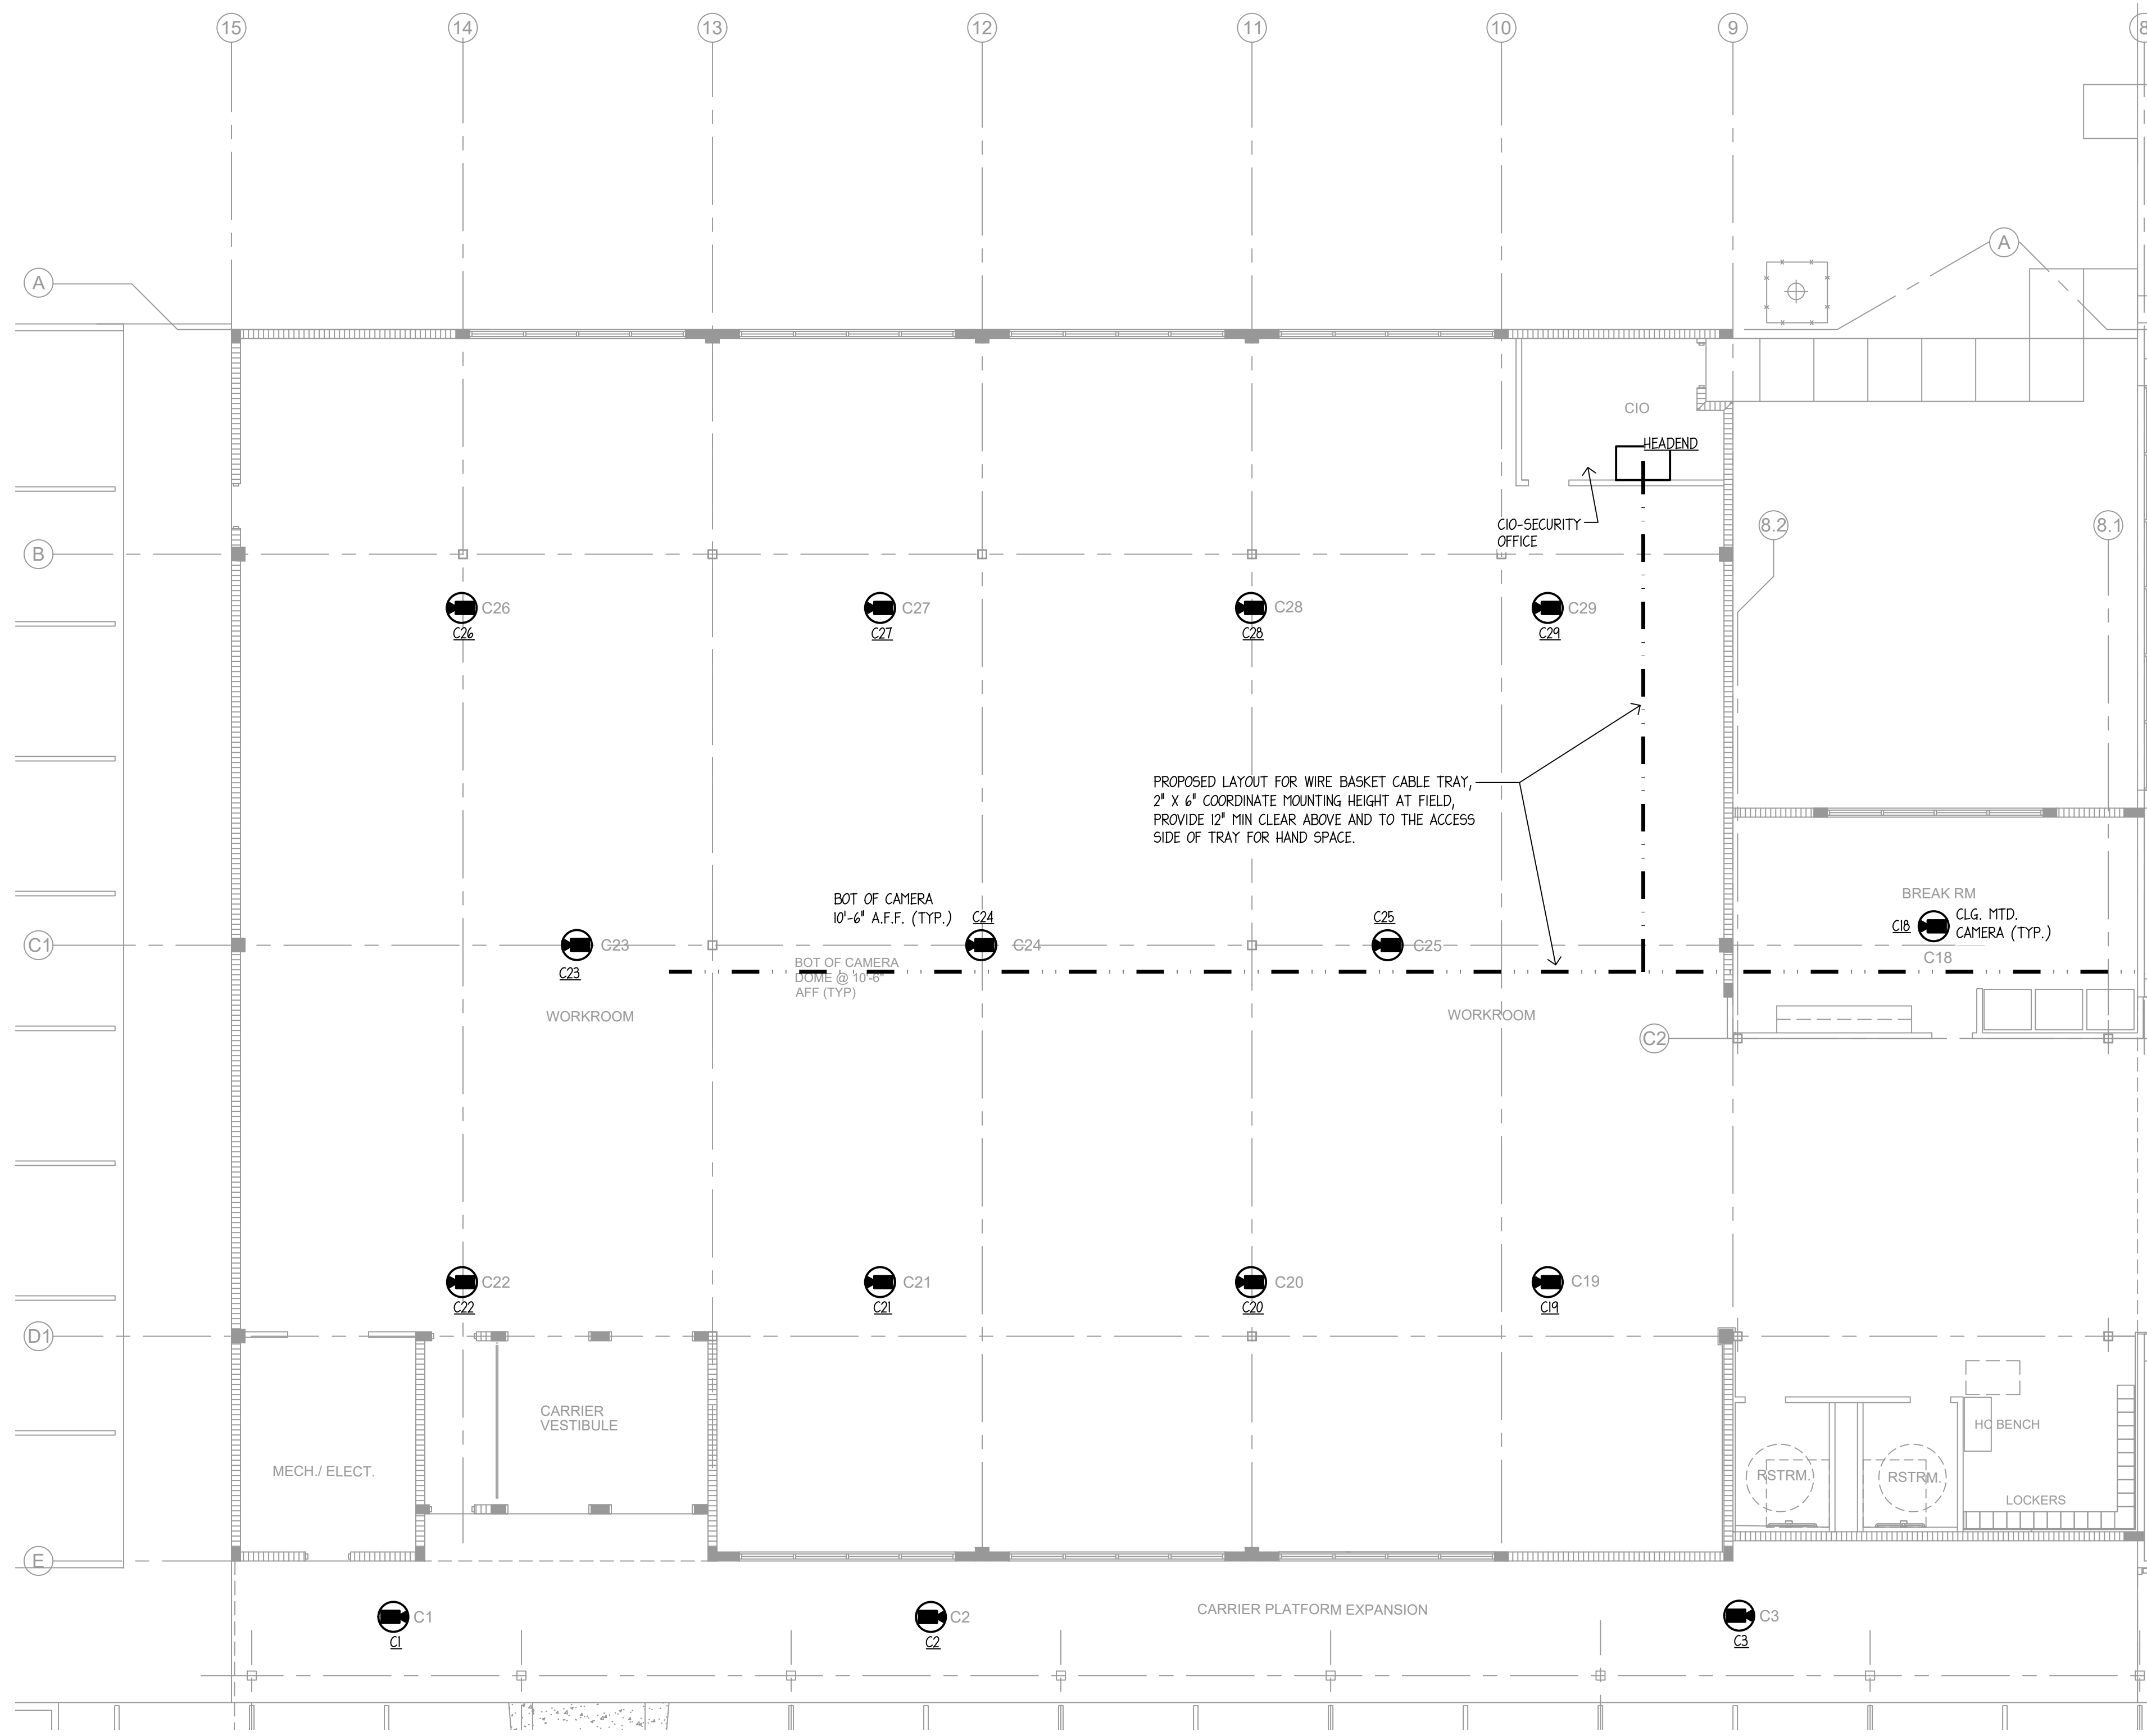 15
14
13
12
11
10
9
8
A
A
CIO
HEADEND
CIO-SECURITY
OFFICE
8.2
8.1
B
C26
C26
C27
C27
C28
C28
C29
C29
PROPOSED LAYOUT FOR WIRE BASKET CABLE TRAY,
2" X 6" COORDINATE MOUNTING HEIGHT AT FIELD,
PROVIDE 12" MIN CLEAR ABOVE AND TO THE ACCESS
SIDE OF TRAY FOR HAND SPACE.
BREAK RM
BOT OF CAMERA
10'-6" A.F.F. (TYP.)
C24
C25
C18
CLG. MTD.
CAMERA (TYP.)
C1
C23
C24
C25
C18
C23
BOT OF CAMERA
DOME @ 10'-6"
AFF (TYP)
WORKROOM
WORKROOM
C2
C22
C22
C21
C21
C20
C20
C19
C19
D1
CARRIER
VESTIBULE
MECH./ ELECT.
HC BENCH
RSTRM.
RSTRM.
LOCKERS
E
C1
C1
C2
C2
CARRIER PLATFORM EXPANSION
C3
C3